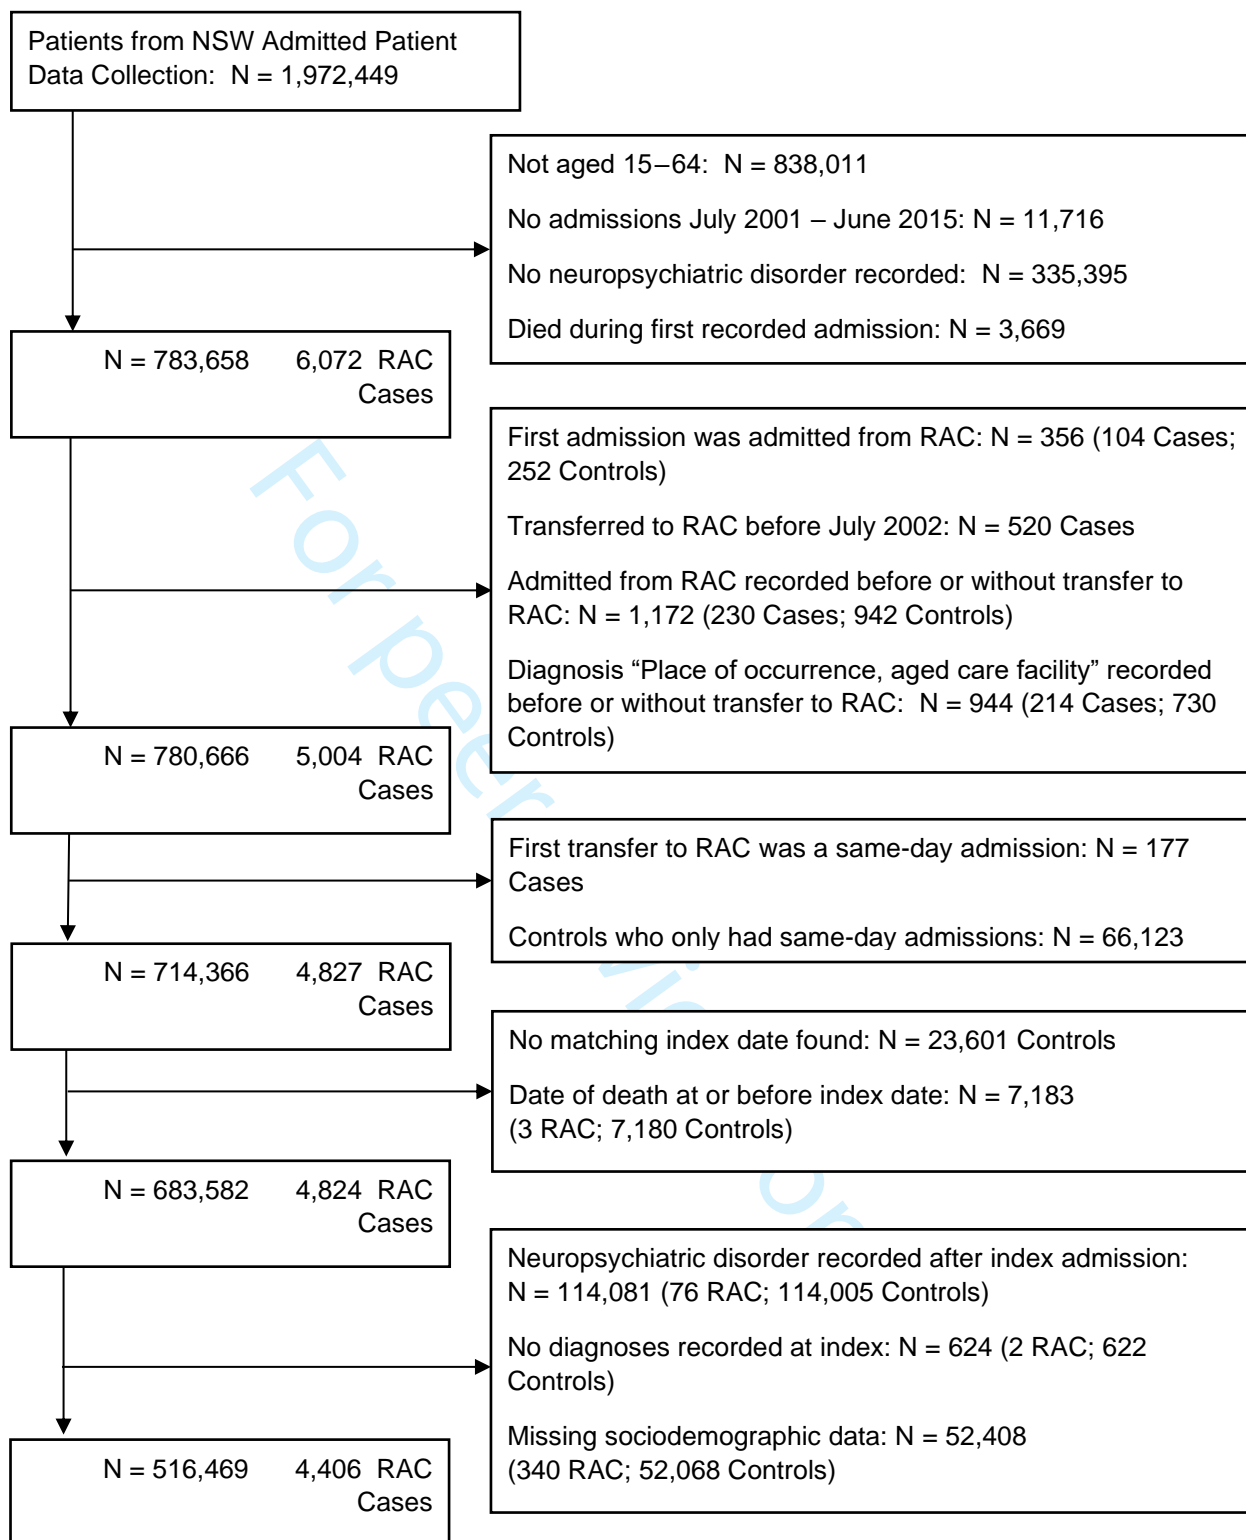 Patients from NSW Admitted Patient
Data Collection: N = 1,972,449
Not aged 15–64: N = 838,011
No admissions July 2001 – June 2015: N = 11,716
No neuropsychiatric disorder recorded: N = 335,395
Died during first recorded admission: N = 3,669
N = 783,658 6,072 RAC
Cases
First admission was admitted from RAC: N = 356 (104 Cases;
252 Controls)
Transferred to RAC before July 2002: N = 520 Cases
Admitted from RAC recorded before or without transfer to
RAC: N = 1,172 (230 Cases; 942 Controls)
Diagnosis “Place of occurrence, aged care facility” recorded
before or without transfer to RAC: N = 944 (214 Cases; 730
Controls)
N = 780,666 5,004 RAC
Cases
First transfer to RAC was a same-day admission: N = 177
Cases
Controls who only had same-day admissions: N = 66,123
N = 714,366 4,827 RAC
Cases
No matching index date found: N = 23,601 Controls
Date of death at or before index date: N = 7,183
(3 RAC; 7,180 Controls)
N = 683,582 4,824 RAC
Cases
Neuropsychiatric disorder recorded after index admission:
N = 114,081 (76 RAC; 114,005 Controls)
No diagnoses recorded at index: N = 624 (2 RAC; 622
Controls)
Missing sociodemographic data: N = 52,408
(340 RAC; 52,068 Controls)
N = 516,469 4,406 RAC
Cases
For peer